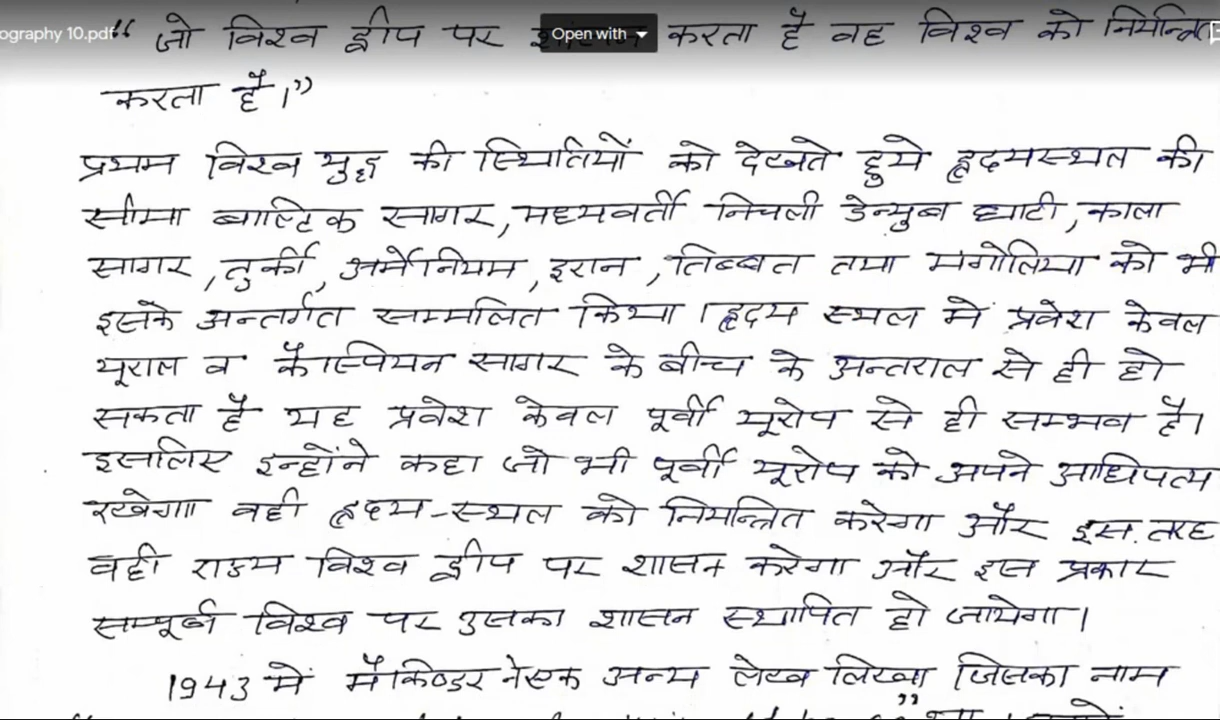 ography 10.pdf
Open with
“ जो विश्व द्वीप पर शासन करता है वह विश्व को नियन्त्रित
करता है।”
प्रथम विश्व युद्ध की स्थितियों को देखते हुये हृदयस्थल की
सीमा बाल्टिक सागर, मध्यवर्ती निचली डेन्युब घाटी, काला
सागर, तुर्की, अर्मेनियम, इरान, तिब्बत तथा मंगोलिया को भी
इसके अन्तर्गत सम्मलित किया। हृदय स्थल में प्रवेश केवल
यूराल व कैास्पियन सागर के बीच के अन्तराल से ही हो
सकता है यह प्रवेश केवल पूर्वी यूरोप से ही सम्भव है।
इसलिए इन्होंने कहा जो भी पूर्वी यूरोप को अपने आधिपत्य
रखेगा वही हृदय-स्थल को नियन्त्रित करेगा और इस तरह
वही राज्य विश्व द्वीप पर शासन करेगा और इस प्रकार
सम्पूर्ण विश्व पर उसका शासन स्थापित हो जायेगा।
1943 में मैकिण्डर ने एक अन्य लेख लिखा जिसका नाम